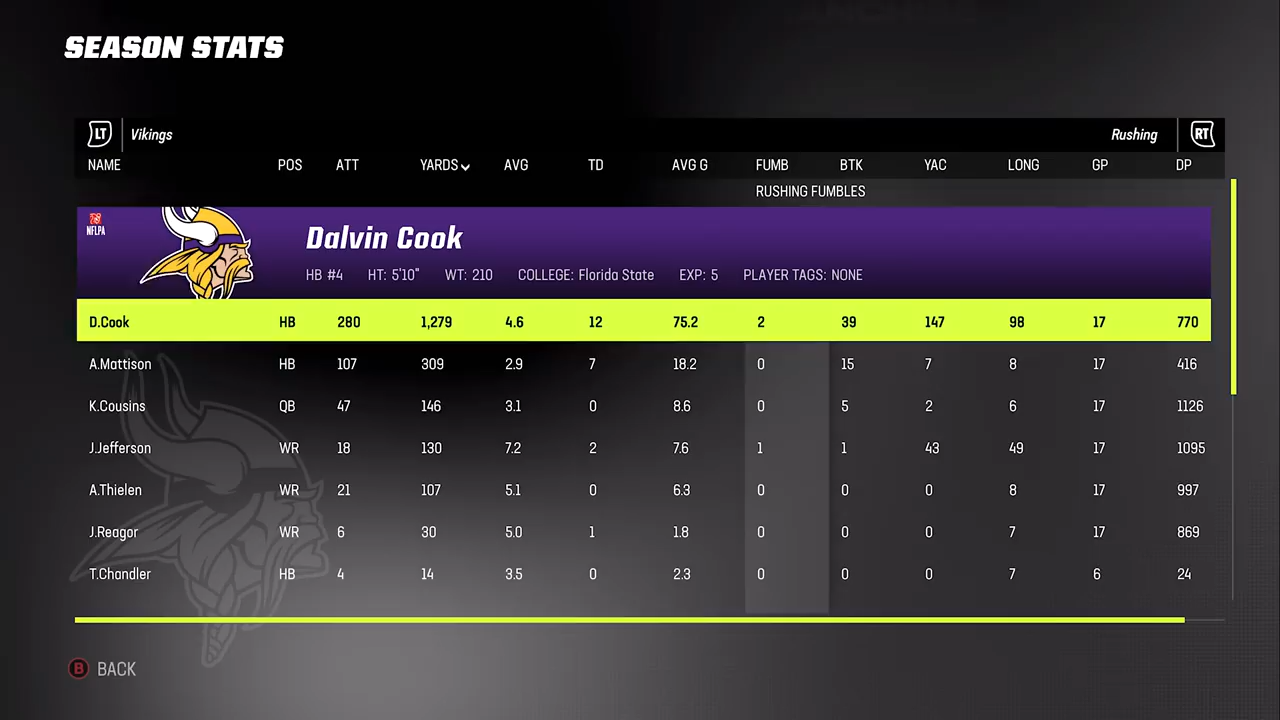 SEASON STATS
LT Vikings Rushing RT
NAME POS ATT YARDS AVG TD AVG G FUMB BTK YAC LONG GP DP
RUSHING FUMBLES
NFLPA
Dalvin Cook
HB #4 HT: 5'10" WT: 210 COLLEGE: Florida State EXP: 5 PLAYER TAGS: NONE
D.Cook HB 280 1,279 4.6 12 75.2 2 39 147 98 17 770
A.Mattison HB 107 309 2.9 7 18.2 0 15 7 8 17 416
K.Cousins QB 47 146 3.1 0 8.6 0 5 2 6 17 1126
J.Jefferson WR 18 130 7.2 2 7.6 1 1 43 49 17 1095
A.Thielen WR 21 107 5.1 0 6.3 0 0 0 8 17 997
J.Reagor WR 6 30 5.0 1 1.8 0 0 0 7 17 869
T.Chandler HB 4 14 3.5 0 2.3 0 0 0 7 6 24
B BACK